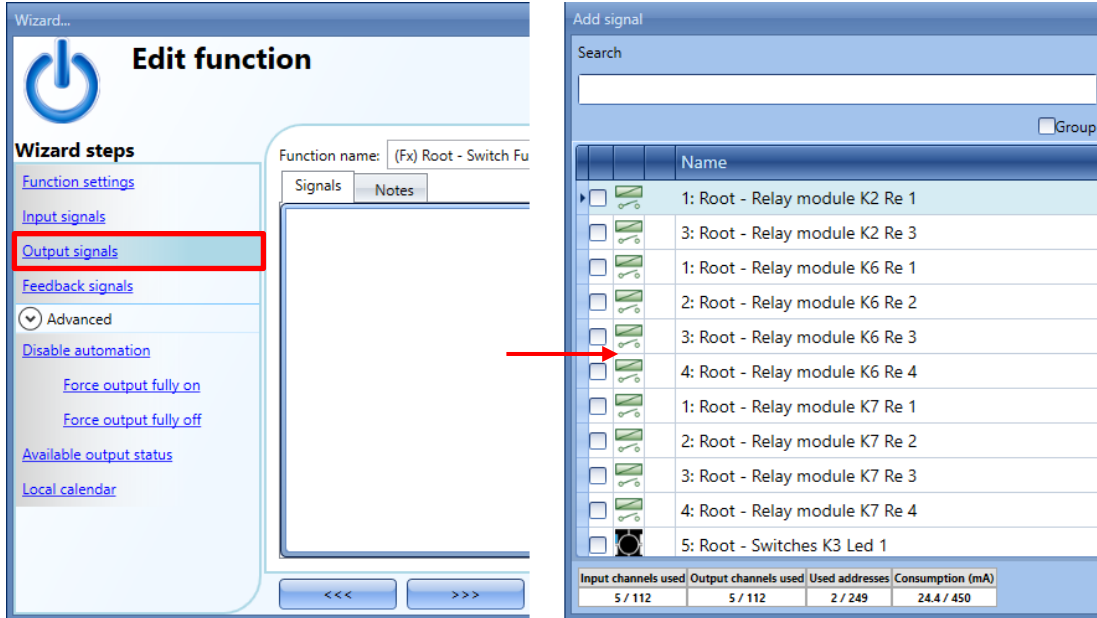 Wizard...
Edit function
Wizard steps
Function settings
Input signals
Output signals
Feedback signals
Advanced
Disable automation
Force output fully on
Force output fully off
Available output status
Local calendar
Function name: (Fx) Root - Switch Fu
Signals
Notes
<<<
>>>
Add signal
Search
Group
Name
1: Root - Relay module K2 Re 1
3: Root - Relay module K2 Re 3
1: Root - Relay module K6 Re 1
2: Root - Relay module K6 Re 2
3: Root - Relay module K6 Re 3
4: Root - Relay module K6 Re 4
1: Root - Relay module K7 Re 1
2: Root - Relay module K7 Re 2
3: Root - Relay module K7 Re 3
4: Root - Relay module K7 Re 4
5: Root - Switches K3 Led 1
Input channels used Output channels used Used addresses Consumption (mA)
5 / 112 5 / 112 2 / 249 24.4 / 450